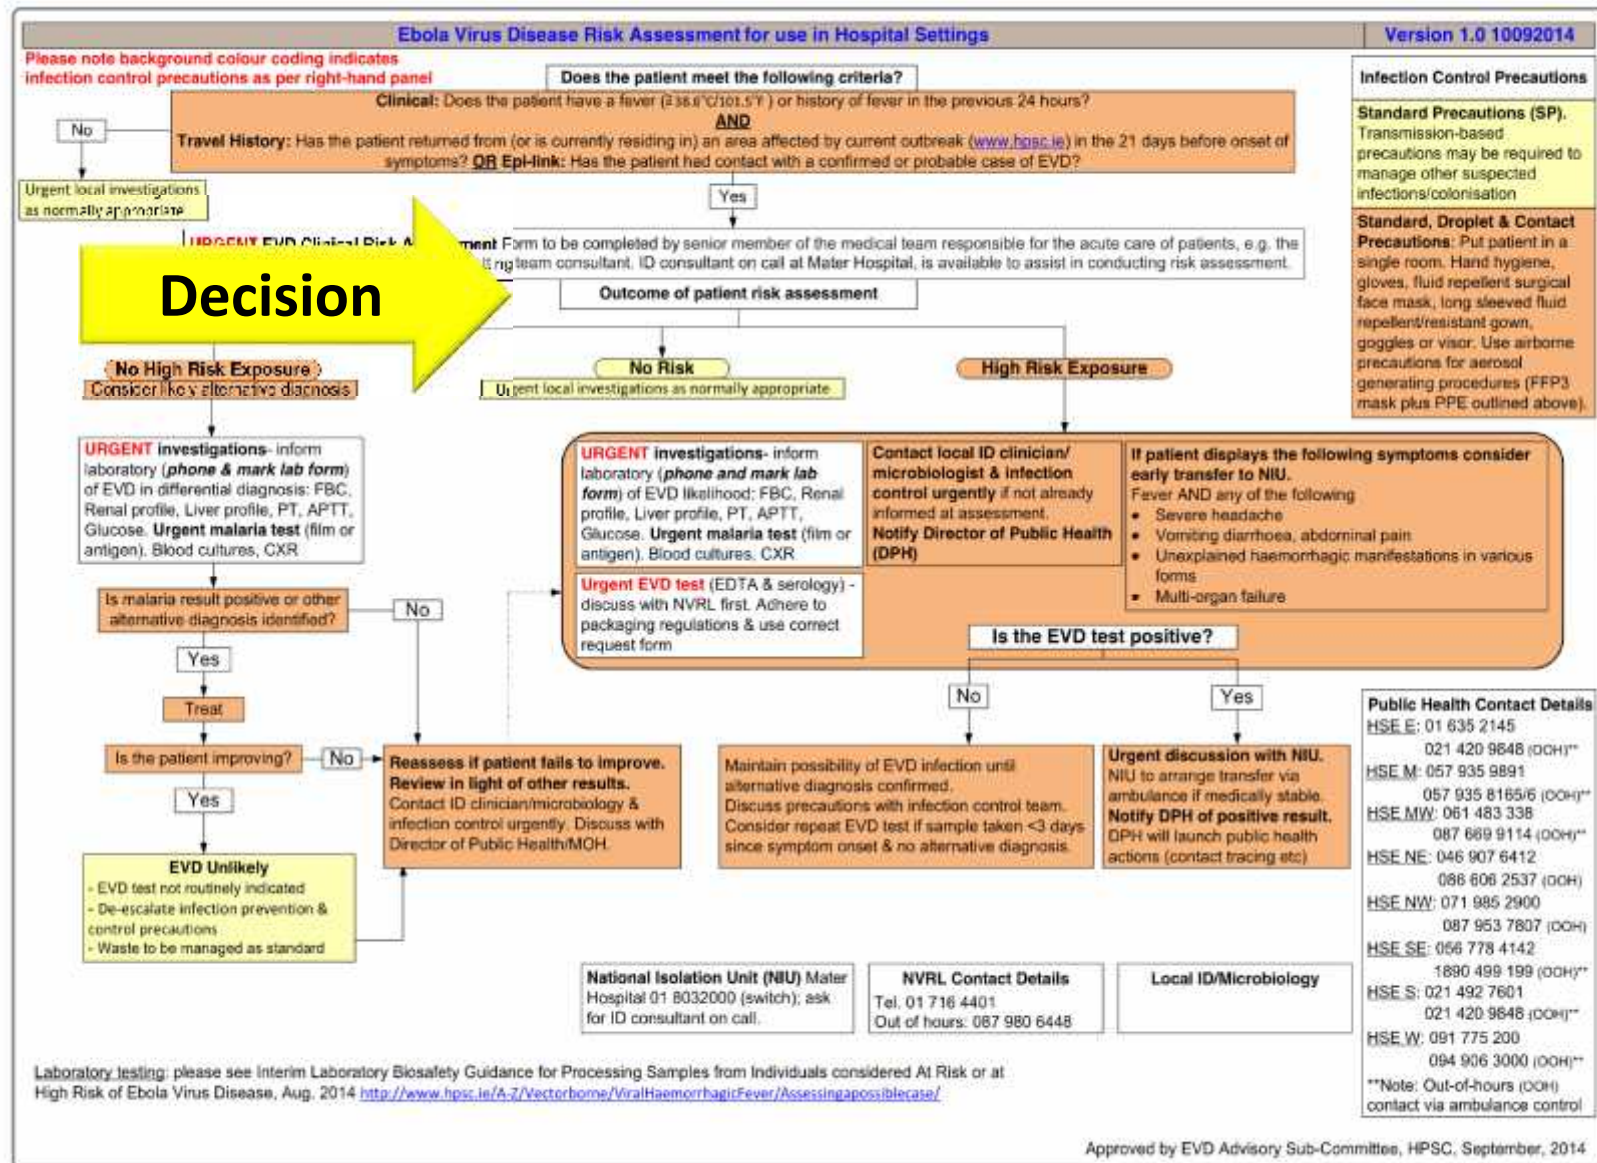 Ebola Virus Disease Risk Assessment for use in Hospital Settings
Version 1.0 10092014
Please note background colour coding indicates
infection control precautions as per right-hand panel
Does the patient meet the following criteria?
Clinical: Does the patient have a fever (≥38.6°C/101.5°F ) or history of fever in the previous 24 hours?
AND
Travel History: Has the patient returned from (or is currently residing in) an area affected by current outbreak (www.hpsc.ie) in the 21 days before onset of
symptoms? OR Epi-link: Has the patient had contact with a confirmed or probable case of EVD?
No
Urgent local investigations
as normally appropriate
Yes
URGENT EVD Clinical Risk Form to be completed by senior member of the medical team responsible for the acute care of patients, e.g. the
team consultant. ID consultant on call at Mater Hospital, is available to assist in conducting risk assessment.
Decision
Outcome of patient risk assessment
No High Risk Exposure
Consider likely alternative diagnosis
No Risk
Urgent local investigations as normally appropriate
High Risk Exposure
URGENT investigations- inform
laboratory (phone & mark lab form)
of EVD in differential diagnosis: FBC,
Renal profile, Liver profile, PT, APTT,
Glucose. Urgent malaria test (film or
antigen). Blood cultures, CXR
Is malaria result positive or other
alternative diagnosis identified?
No
Yes
Treat
Is the patient improving?
No
Yes
EVD Unlikely
- EVD test not routinely indicated
- De-escalate infection prevention &
control precautions
- Waste to be managed as standard
Reassess if patient fails to improve.
Review in light of other results.
Contact ID clinician/microbiology &
infection control urgently. Discuss with
Director of Public Health/MOH.
URGENT investigations- inform
laboratory (phone and mark lab
form) of EVD likelihood: FBC, Renal
profile, Liver profile, PT, APTT,
Glucose. Urgent malaria test (film or
antigen). Blood cultures, CXR
Urgent EVD test (EDTA & serology) -
discuss with NVRL first. Adhere to
packaging regulations & use correct
request form
Contact local ID clinician/
microbiologist & infection
control urgently if not already
informed at assessment.
Notify Director of Public Health
(DPH)
If patient displays the following symptoms consider
early transfer to NIU.
Fever AND any of the following
• Severe headache
• Vomiting diarrhoea, abdominal pain
• Unexplained haemorrhagic manifestations in various
forms
• Multi-organ failure
Is the EVD test positive?
No
Yes
Maintain possibility of EVD infection until
alternative diagnosis confirmed.
Discuss precautions with infection control team.
Consider repeat EVD test if sample taken <3 days
since symptom onset & no alternative diagnosis.
Urgent discussion with NIU.
NIU to arrange transfer via
ambulance if medically stable.
Notify DPH of positive result.
DPH will launch public health
actions (contact tracing etc)
Infection Control Precautions
Standard Precautions (SP).
Transmission-based
precautions may be required to
manage other suspected
infections/colonisation
Standard, Droplet & Contact
Precautions: Put patient in a
single room. Hand hygiene,
gloves, fluid repellent surgical
face mask, long sleeved fluid
repellent/resistant gown,
goggles or visor. Use airborne
precautions for aerosol
generating procedures (FFP3
mask plus PPE outlined above).
Public Health Contact Details
HSE E: 01 635 2145
021 420 9848 (OOH)**
HSE M: 057 935 9891
057 935 8165/6 (OOH)**
HSE MW: 061 483 338
087 669 9114 (OOH)**
HSE NE: 046 907 6412
086 606 2537 (OOH)
HSE NW: 071 985 2900
087 953 7807 (OOH)
HSE SE: 056 778 4142
1890 499 199 (OOH)**
HSE S: 021 492 7601
021 420 9848 (OOH)**
HSE W: 091 775 200
094 906 3000 (OOH)**
**Note: Out-of-hours (OOH)
contact via ambulance control
National Isolation Unit (NIU) Mater
Hospital 01 8032000 (switch); ask
for ID consultant on call.
NVRL Contact Details
Tel. 01 716 4401
Out of hours: 087 980 6448
Local ID/Microbiology
Laboratory testing: please see Interim Laboratory Biosafety Guidance for Processing Samples from Individuals considered At Risk or at
High Risk of Ebola Virus Disease, Aug. 2014 http://www.hpsc.ie/A-Z/Vectorborne/ViralHaemorrhagicFever/Assessingapossiblecase/
Approved by EVD Advisory Sub-Committee, HPSC, September, 2014